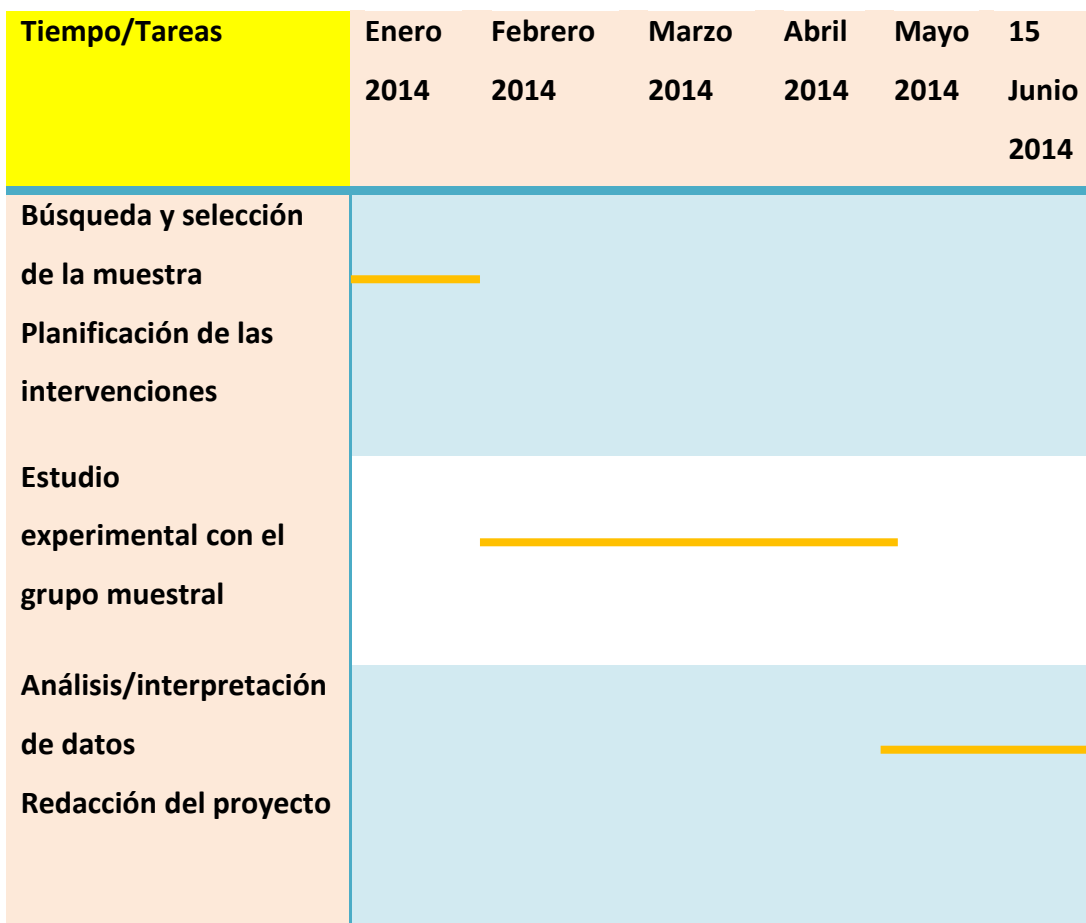 Tiempo/Tareas
Enero
2014
Febrero
2014
Marzo
2014
Abril
2014
Mayo
2014
15
Junio
2014
Búsqueda y selección
de la muestra
Planificación de las
intervenciones
Estudio
experimental con el
grupo muestral
Análisis/interpretación
de datos
Redacción del proyecto